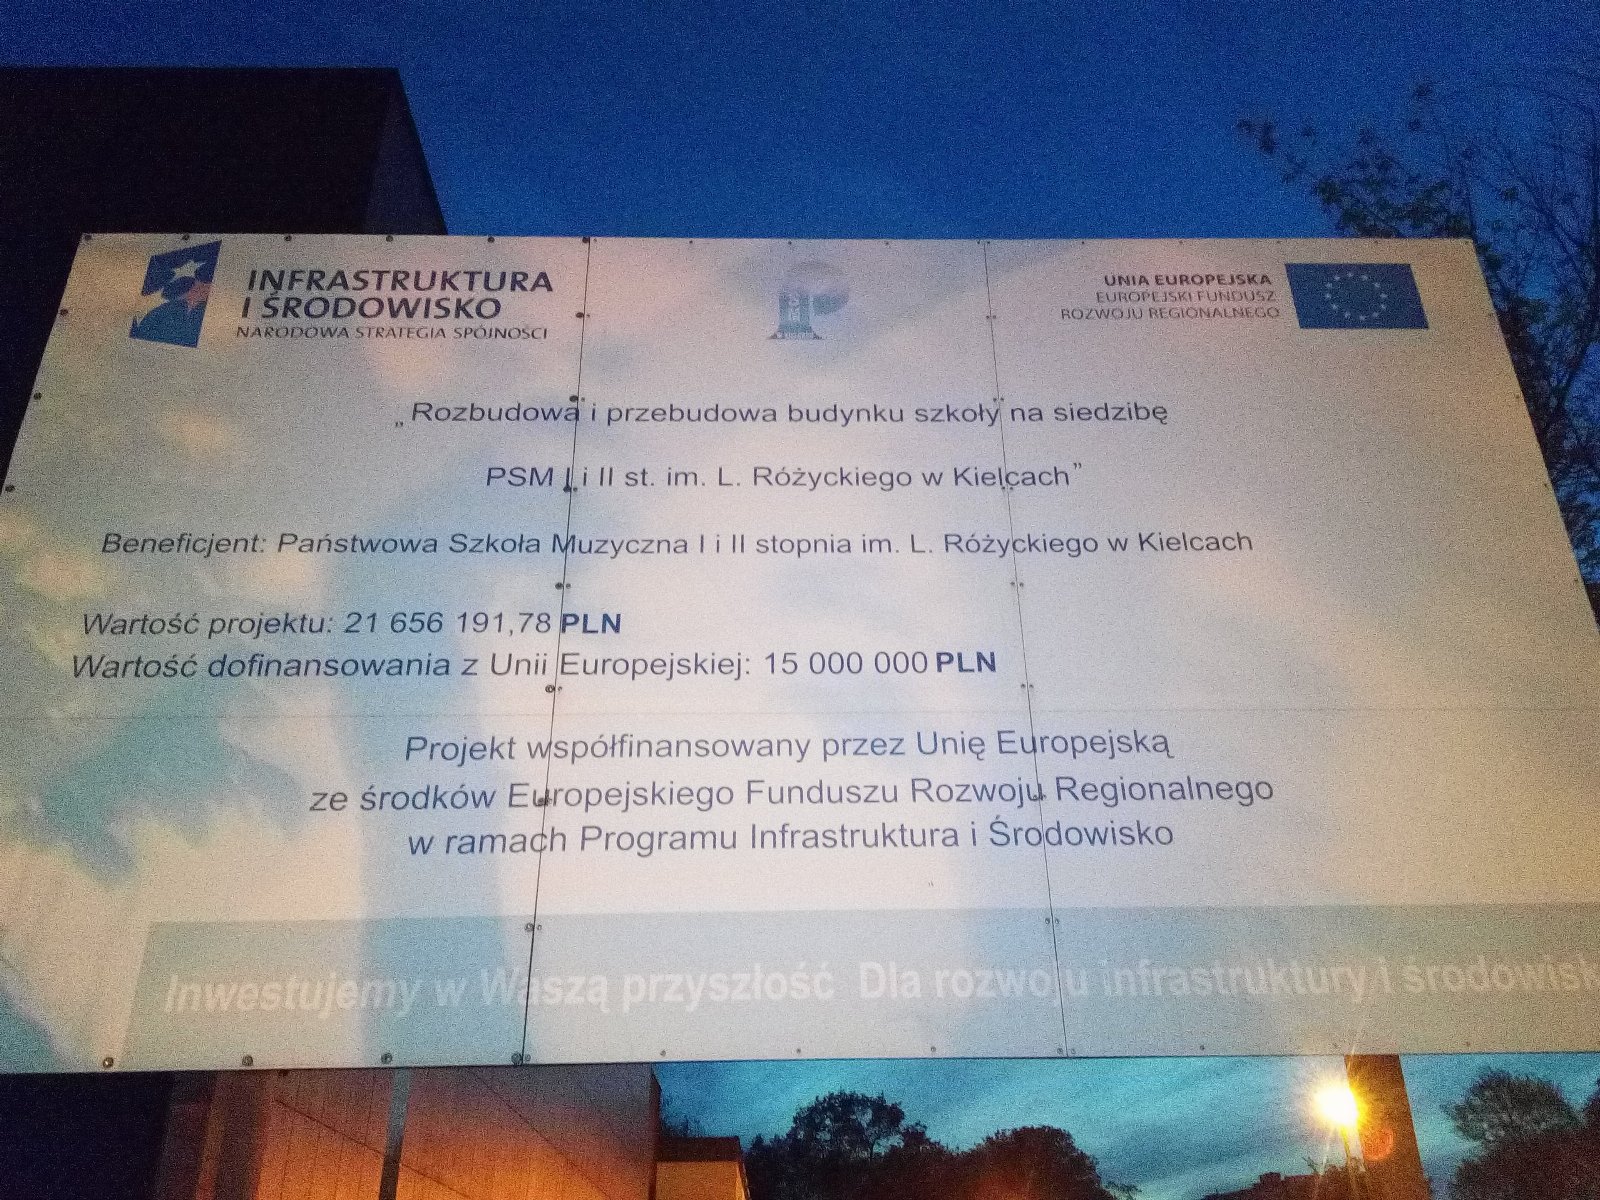 INFRASTRUKTURA
I ŚRODOWISKO
NARODOWA STRATEGIA SPÓJNOŚCI
UNIA EUROPEJSKA
EUROPEJSKI FUNDUSZ
ROZWOJU REGIONALNEGO
„Rozbudowa i przebudowa budynku szkoły na siedzibę
PSM I i II st. im. L. Różyckiego w Kielcach”
Beneficjent: Państwowa Szkoła Muzyczna I i II stopnia im. L. Różyckiego w Kielcach
Wartość projektu: 21 656 191,78 PLN
Wartość dofinansowania z Unii Europejskiej: 15 000 000 PLN
Projekt współfinansowany przez Unię Europejską
ze środków Europejskiego Funduszu Rozwoju Regionalnego
w ramach Programu Infrastruktura i Środowisko
Inwestujemy w Waszą przyszłość Dla rozwoju infrastruktury i środowisk